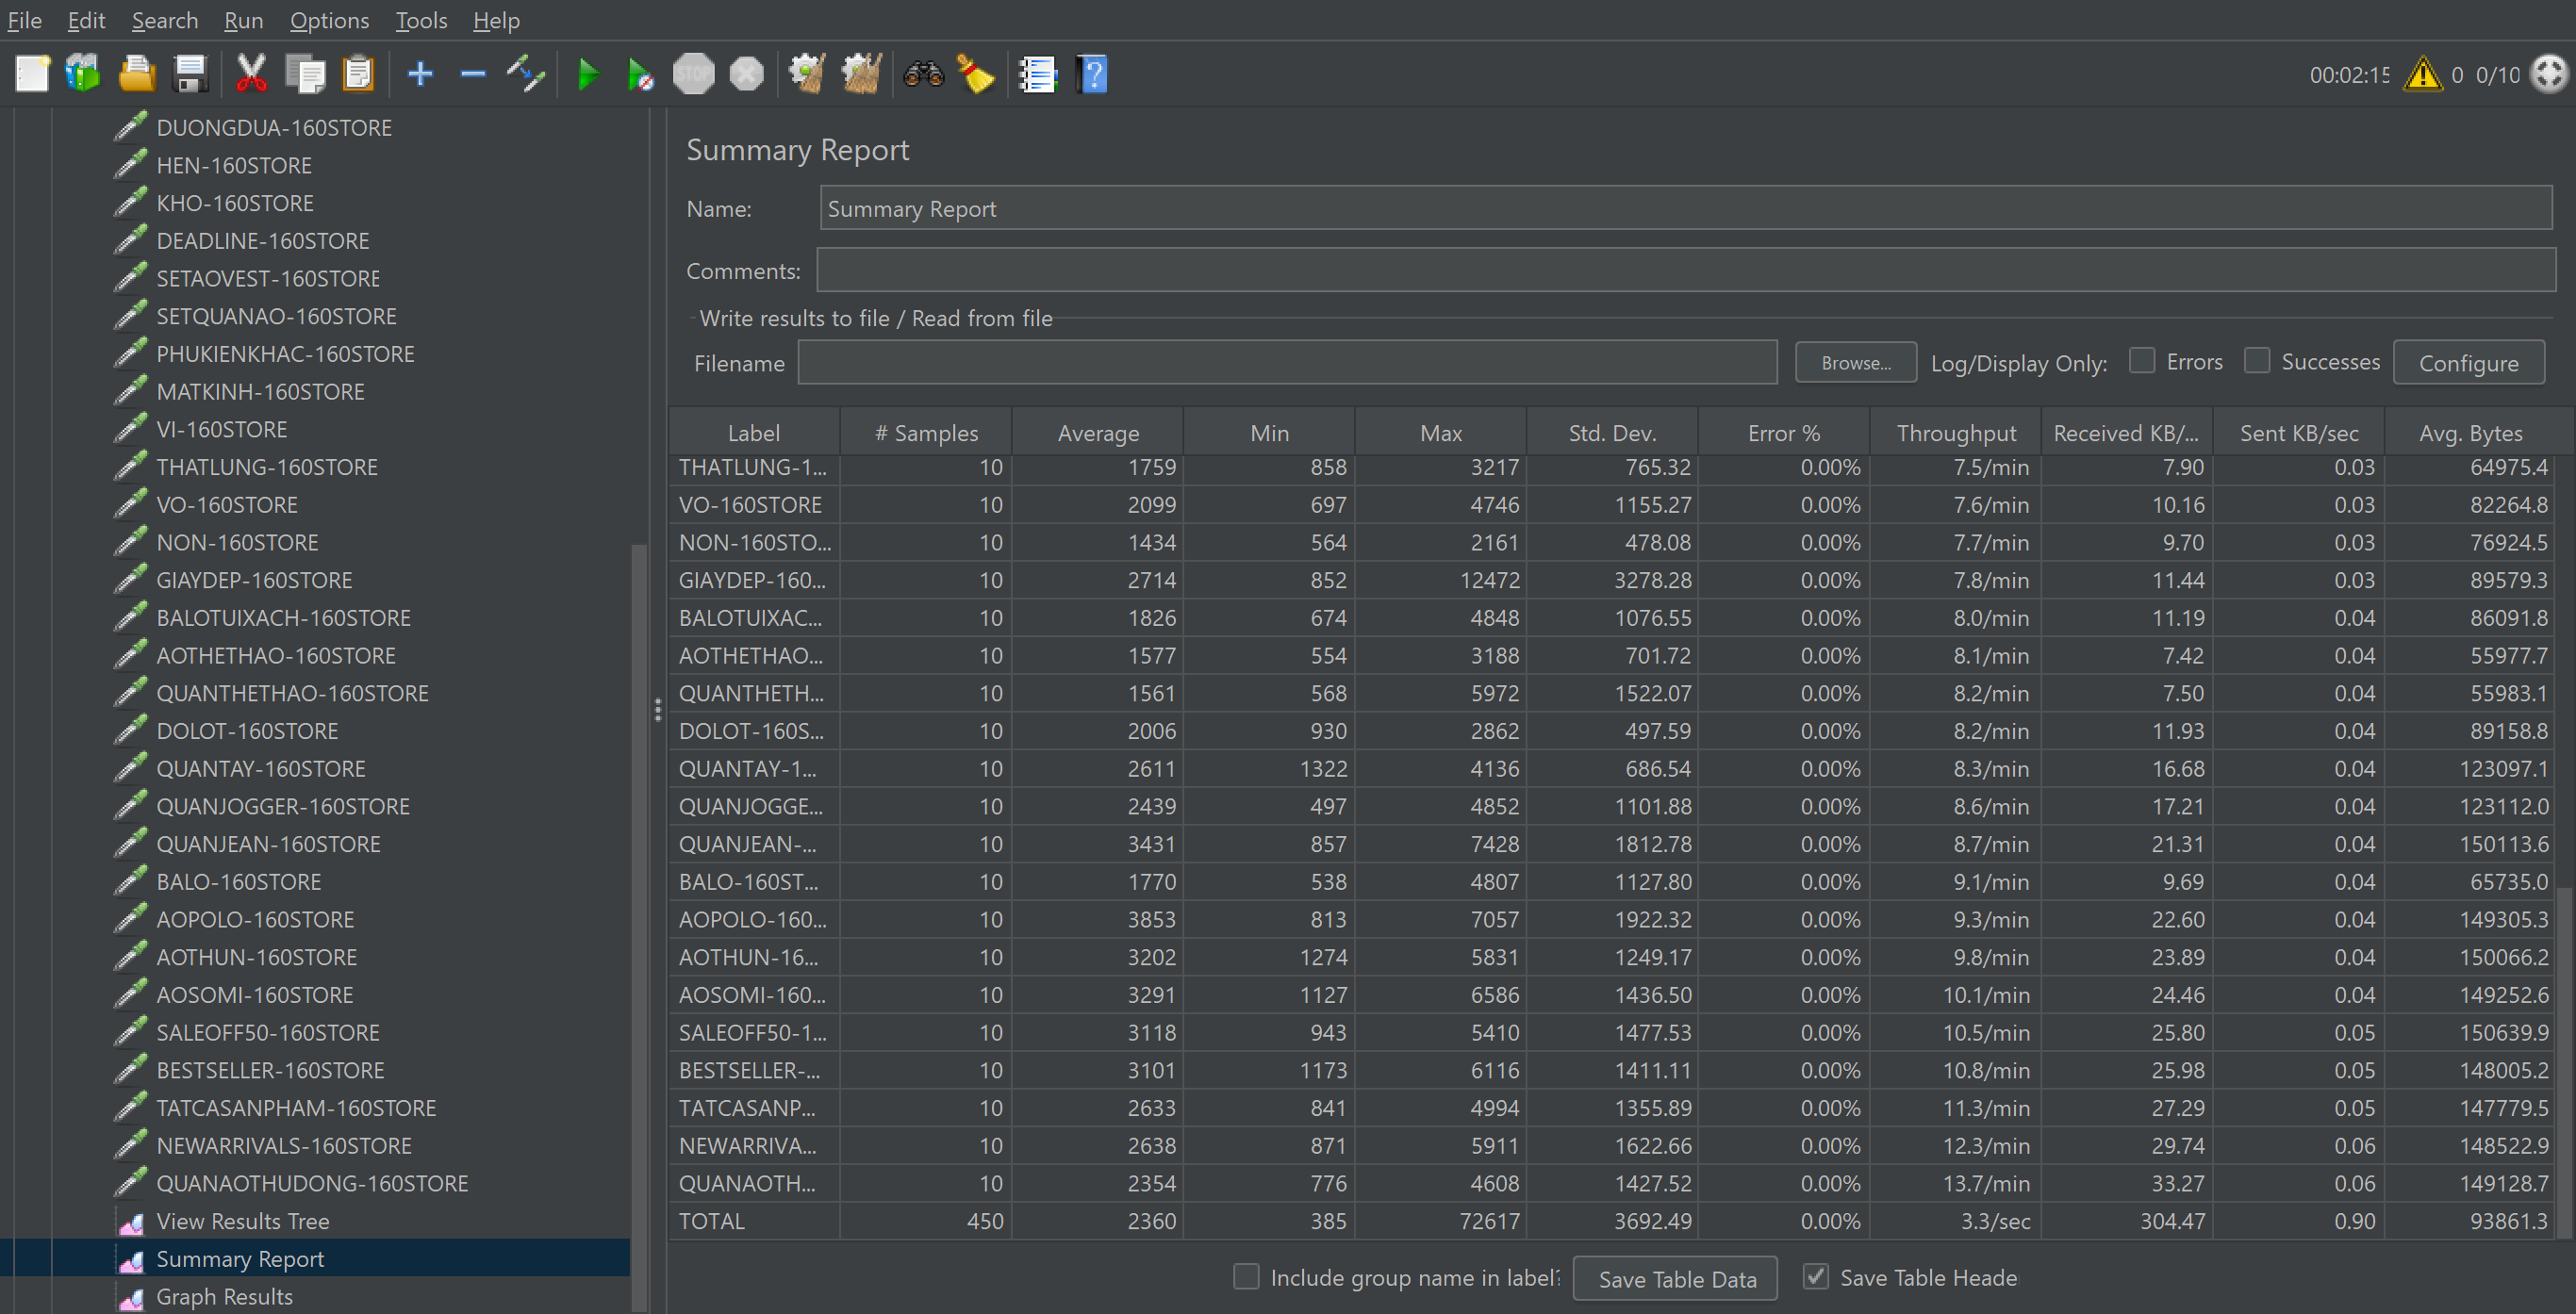 File Edit Search Run Options Tools Help
STOP
00:02:15 0 0/10
DUONGDUA-160STORE
HEN-160STORE
KHO-160STORE
DEADLINE-160STORE
SETAOVEST-160STORE
SETQUANAO-160STORE
PHUKIENKHAC-160STORE
MATKINH-160STORE
VI-160STORE
THATLUNG-160STORE
VO-160STORE
NON-160STORE
GIAYDEP-160STORE
BALOTUIXACH-160STORE
AOTHETHAO-160STORE
QUANTHETHAO-160STORE
DOLOT-160STORE
QUANTAY-160STORE
QUANJOGGER-160STORE
QUANJEAN-160STORE
BALO-160STORE
AOPOLO-160STORE
AOTHUN-160STORE
AOSOMI-160STORE
SALEOFF50-160STORE
BESTSELLER-160STORE
TATCASANPHAM-160STORE
NEWARRIVALS-160STORE
QUANAOTHUDONG-160STORE
View Results Tree
Summary Report
Graph Results
Summary Report
Name: Summary Report
Comments:
Write results to file / Read from file
Filename Browse... Log/Display Only: Errors Successes Configure
Label # Samples Average Min Max Std. Dev. Error % Throughput Received KB/... Sent KB/sec Avg. Bytes
THATLUNG-1... 10 1759 858 3217 765.32 0.00% 7.5/min 7.90 0.03 64975.4
VO-160STORE 10 2099 697 4746 1155.27 0.00% 7.6/min 10.16 0.03 82264.8
NON-160STO... 10 1434 564 2161 478.08 0.00% 7.7/min 9.70 0.03 76924.5
GIAYDEP-160... 10 2714 852 12472 3278.28 0.00% 7.8/min 11.44 0.03 89579.3
BALOTUIXAC... 10 1826 674 4848 1076.55 0.00% 8.0/min 11.19 0.04 86091.8
AOTHETHAO... 10 1577 554 3188 701.72 0.00% 8.1/min 7.42 0.04 55977.7
QUANTHETH... 10 1561 568 5972 1522.07 0.00% 8.2/min 7.50 0.04 55983.1
DOLOT-160S... 10 2006 930 2862 497.59 0.00% 8.2/min 11.93 0.04 89158.8
QUANTAY-1... 10 2611 1322 4136 686.54 0.00% 8.3/min 16.68 0.04 123097.1
QUANJOGGE... 10 2439 497 4852 1101.88 0.00% 8.6/min 17.21 0.04 123112.0
QUANJEAN-... 10 3431 857 7428 1812.78 0.00% 8.7/min 21.31 0.04 150113.6
BALO-160ST... 10 1770 538 4807 1127.80 0.00% 9.1/min 9.69 0.04 65735.0
AOPOLO-160... 10 3853 813 7057 1922.32 0.00% 9.3/min 22.60 0.04 149305.3
AOTHUN-16... 10 3202 1274 5831 1249.17 0.00% 9.8/min 23.89 0.04 150066.2
AOSOMI-160... 10 3291 1127 6586 1436.50 0.00% 10.1/min 24.46 0.04 149252.6
SALEOFF50-1... 10 3118 943 5410 1477.53 0.00% 10.5/min 25.80 0.05 150639.9
BESTSELLER-... 10 3101 1173 6116 1411.11 0.00% 10.8/min 25.98 0.05 148005.2
TATCASANP... 10 2633 841 4994 1355.89 0.00% 11.3/min 27.29 0.05 147779.5
NEWARRIVA... 10 2638 871 5911 1622.66 0.00% 12.3/min 29.74 0.06 148522.9
QUANAOTH... 10 2354 776 4608 1427.52 0.00% 13.7/min 33.27 0.06 149128.7
TOTAL 450 2360 385 72617 3692.49 0.00% 3.3/sec 304.47 0.90 93861.3
Include group name in label? Save Table Data Save Table Heade